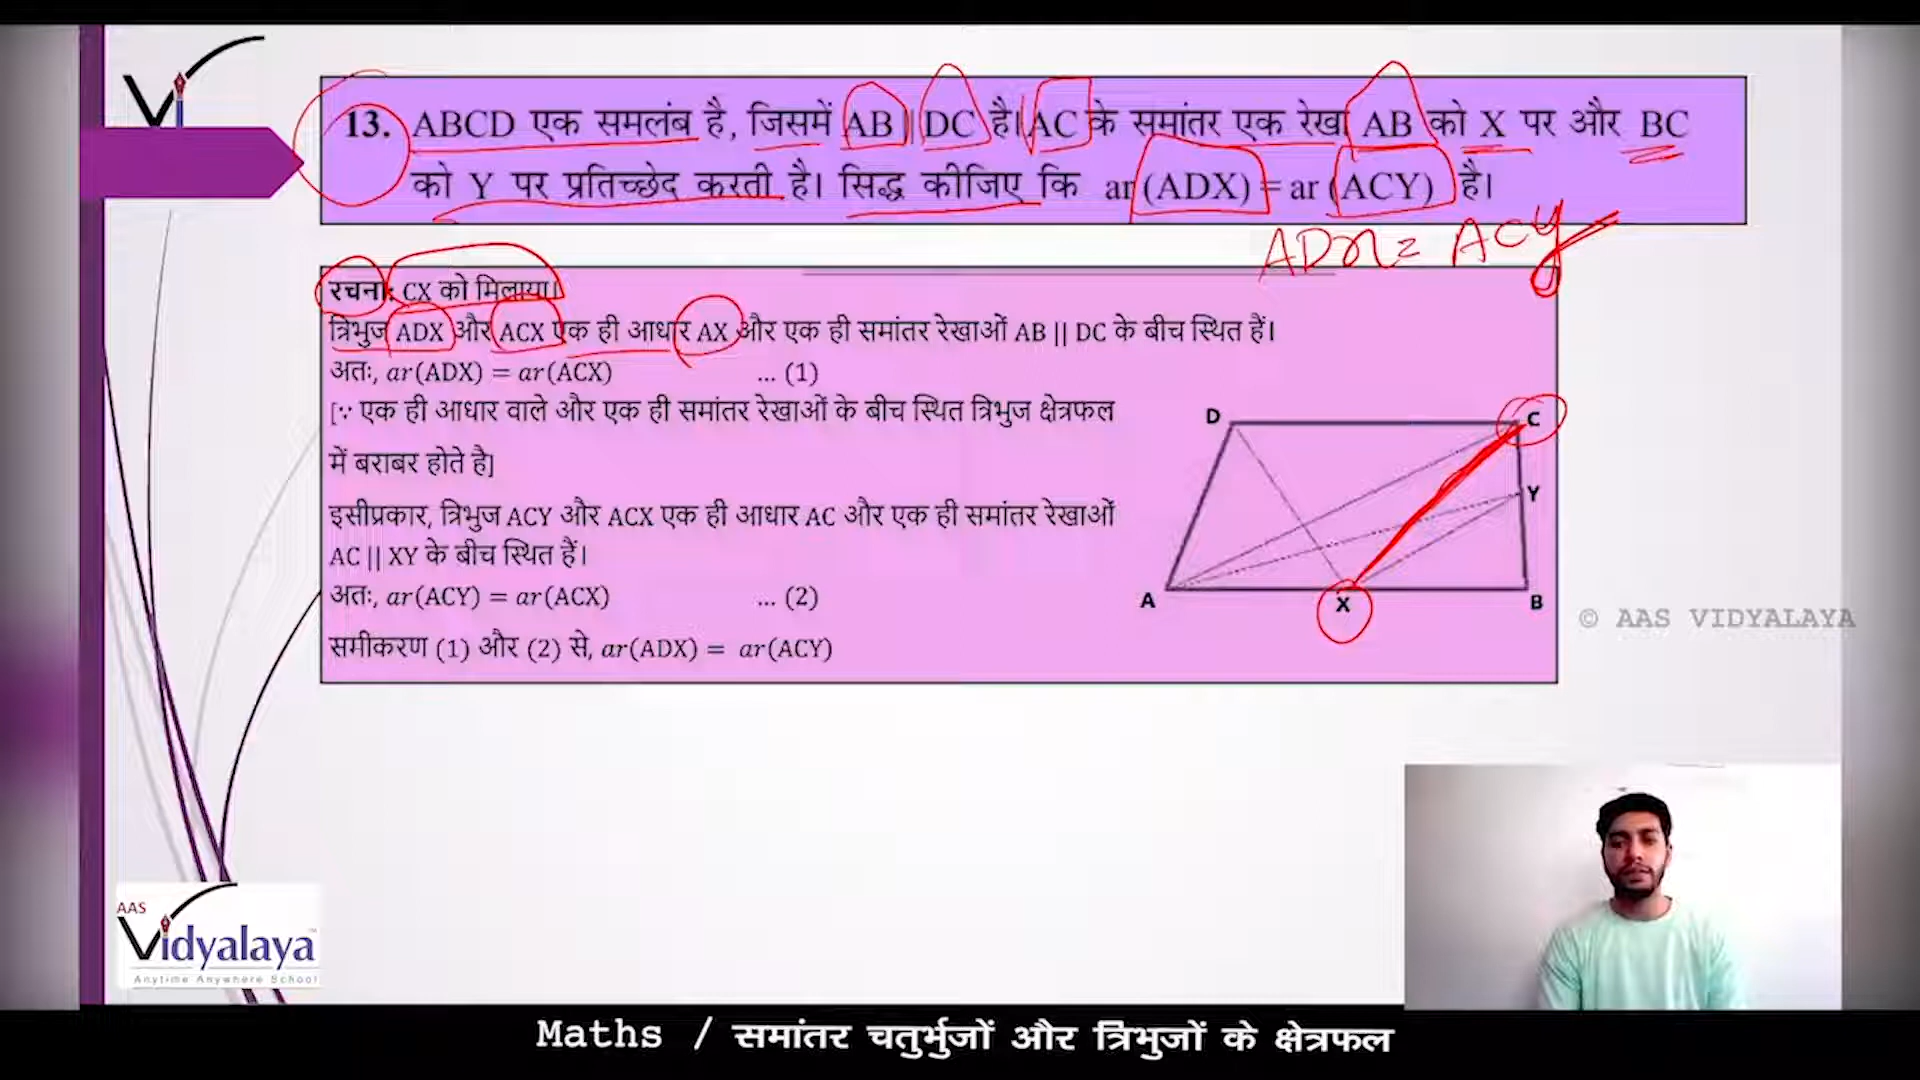 Vi
13. ABCD एक समलंब है, जिसमें AB || DC है। AC के समांतर एक रेखा AB को X पर और BC
को Y पर प्रतिच्छेद करती है। सिद्ध कीजिए कि ar (ADX) = ar (ACY) है।
ADX = ACY
रचना: CX को मिलाया।
त्रिभुज ADX और ACX एक ही आधार AX और एक ही समांतर रेखाओं AB || DC के बीच स्थित हैं।
अतः, ar(ADX) = ar(ACX) ... (1)
[∵ एक ही आधार वाले और एक ही समांतर रेखाओं के बीच स्थित त्रिभुज क्षेत्रफल
में बराबर होते है]
इसीप्रकार, त्रिभुज ACY और ACX एक ही आधार AC और एक ही समांतर रेखाओं
AC || XY के बीच स्थित हैं।
अतः, ar(ACY) = ar(ACX) ... (2)
समीकरण (1) और (2) से, ar(ADX) = ar(ACY)
D C
Y
A X B
© AAS VIDYALAYA
AAS
Vidyalaya
Anytime Anywhere School
Maths / समांतर चतुर्भुजों और त्रिभुजों के क्षेत्रफल